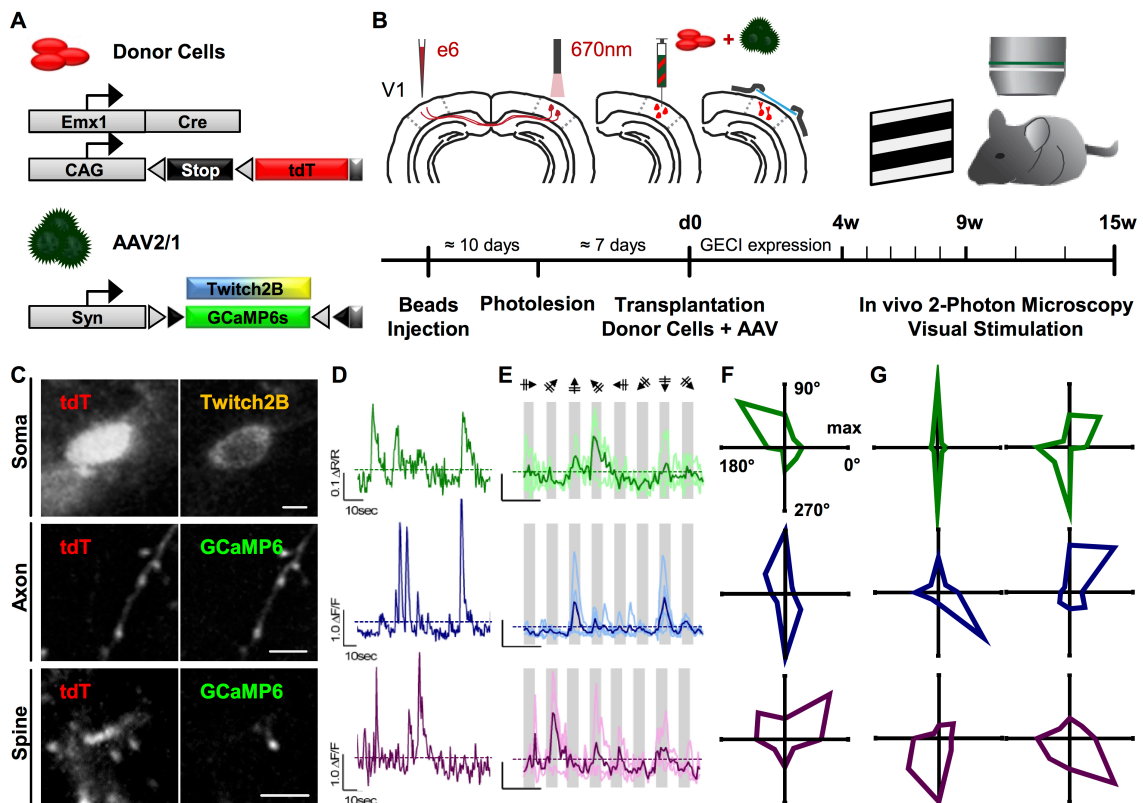 A
Donor Cells
Emx1 Cre
CAG Stop tdT
AAV2/1
Twitch2B
Syn GCaMP6s
B
e6 670nm +
V1
d0 4w 9w 15w
≈ 10 days ≈ 7 days GECI expression
Beads Injection
Photolesion
Transplantation
Donor Cells + AAV
In vivo 2-Photon Microscopy
Visual Stimulation
C
Soma
tdT Twitch2B
Axon
tdT GCaMP6
Spine
tdT GCaMP6
D
0.1 ΔR/R
10sec
1.0 ΔF/F
10sec
1.0 ΔF/F
10sec
E
F
90°
max
180° 0°
270°
G